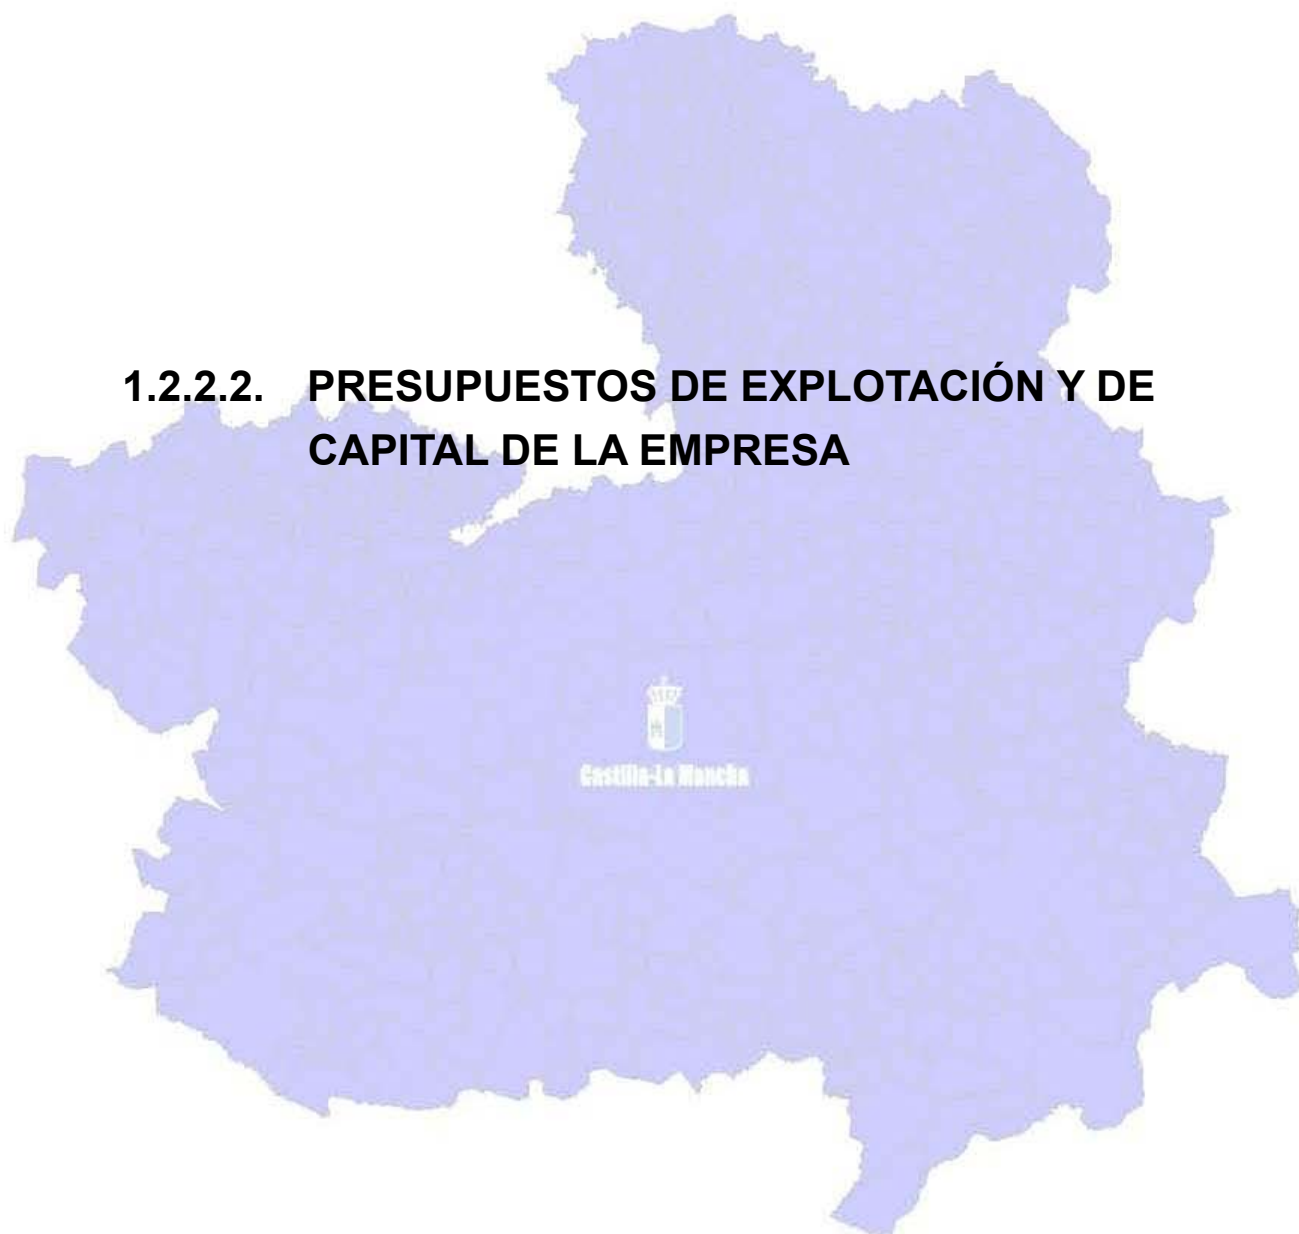 1.2.2.2. PRESUPUESTOS DE EXPLOTACIÓN Y DE
CAPITAL DE LA EMPRESA
Castilla-La Mancha